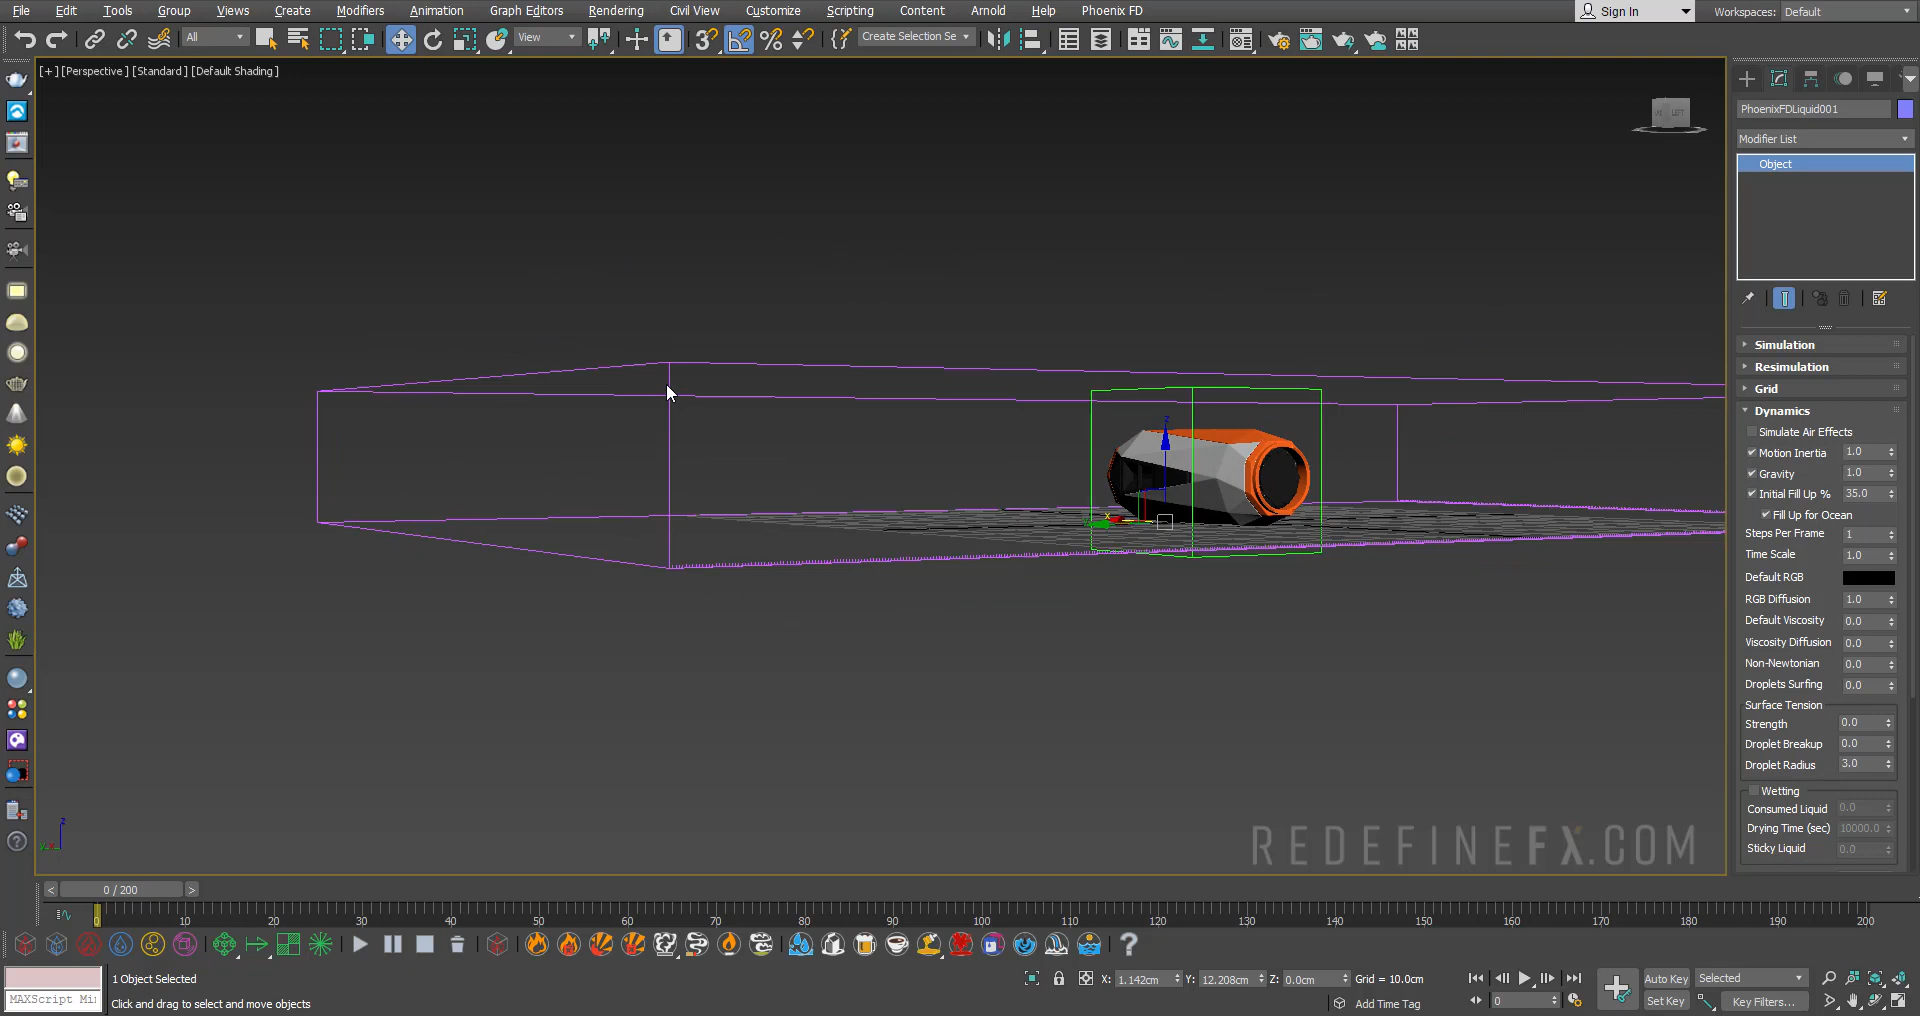 File Edit Tools Group Views Create Modifiers Animation Graph Editors Rendering Civil View Customize Scripting Content Arnold Help Phoenix FD Sign In Workspaces: Default
All View Create Selection Se
[+] [Perspective] [Standard] [Default Shading]
LEFT
PhoenixFDLiquid001
Modifier List
Object
Simulation
Resimulation
Grid
Dynamics
Simulate Air Effects
Motion Inertia 1.0
Gravity 1.0
Initial Fill Up % 35.0
Fill Up for Ocean
Steps Per Frame 1
Time Scale 1.0
Default RGB
RGB Diffusion 1.0
Default Viscosity 0.0
Viscosity Diffusion 0.0
Non-Newtonian 0.0
Droplets Surfing 0.0
Surface Tension
Strength 0.0
Droplet Breakup 0.0
Droplet Radius 3.0
Wetting
Consumed Liquid 0.0
Drying Time (sec) 10000.0
Sticky Liquid 0.0
z
x
z
REDEFINEFX.COM
< 0 / 200 >
0 10 20 30 40 50 60 70 80 90 100 110 120 130 140 150 160 170 180 190 200
1 Object Selected X: 1.142cm Y: 12.208cm Z: 0.0cm Grid = 10.0cm Auto Key Selected
MAXScript Mi Click and drag to select and move objects Add Time Tag 0 Set Key Key Filters...